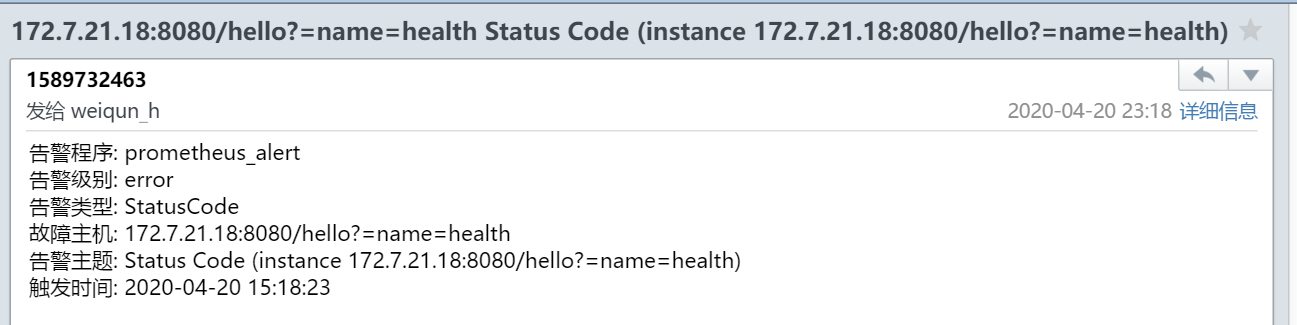 172.7.21.18:8080/hello?=name=health Status Code (instance 172.7.21.18:8080/hello?=name=health)
1589732463
发给 weiqun_h 2020-04-20 23:18 详细信息
告警程序: prometheus_alert
告警级别: error
告警类型: StatusCode
故障主机: 172.7.21.18:8080/hello?=name=health
告警主题: Status Code (instance 172.7.21.18:8080/hello?=name=health)
触发时间: 2020-04-20 15:18:23